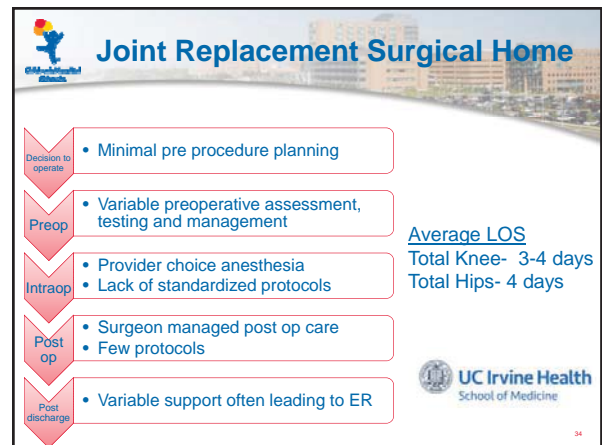 Joint Replacement Surgical Home
Decision to
operate
• Minimal pre procedure planning
Preop
• Variable preoperative assessment,
testing and management
Intraop
• Provider choice anesthesia
• Lack of standardized protocols
Post
op
• Surgeon managed post op care
• Few protocols
Post
discharge
• Variable support often leading to ER
Average LOS
Total Knee- 3-4 days
Total Hips- 4 days
UC Irvine Health
School of Medicine
34